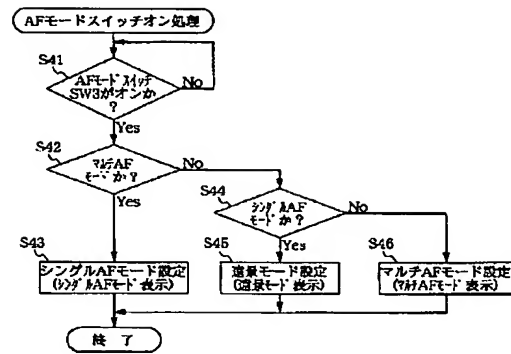 AFモードスイッチオン処理
S41
AFモードスイッチ
SW3がオンか
?
No
Yes
S42
マルチAF
モードか?
No
Yes
S44
シングルAF
モードか?
No
Yes
S43
シングルAFモード設定
(シングルAFモード表示)
S45
遠景モード設定
(遠景モード表示)
S46
マルチAFモード設定
(マルチAFモード表示)
終了